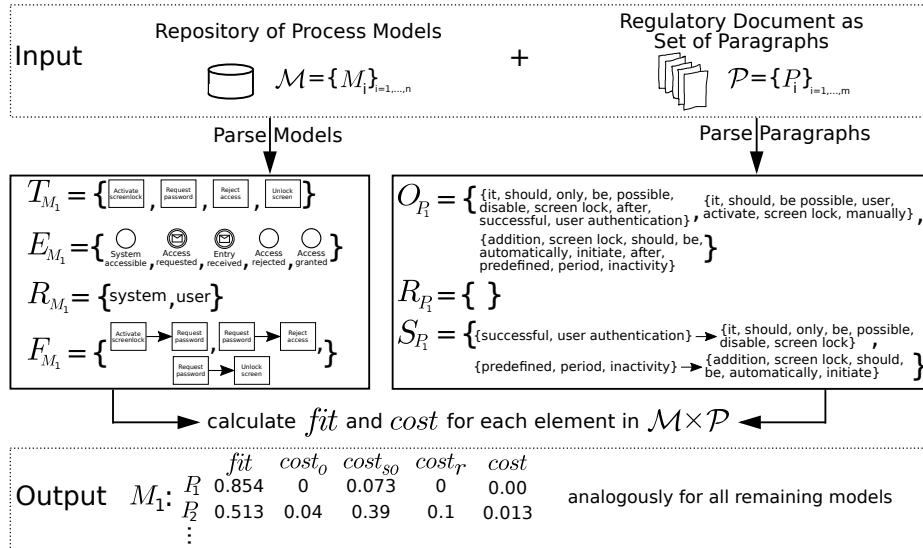 Input
Repository of Process Models
ℳ={M_i}_{i=1,...,n}
+
Regulatory Document as
Set of Paragraphs
𝒫={P_i}_{i=1,...,m}
Parse Models
Parse Paragraphs
T_{M_1}={ Activate screenlock , Request password , Reject access , Unlock screen }
E_{M_1}={ System accessible , Access requested , Entry received , Access rejected , Access granted }
R_{M_1}={system,user}
F_{M_1}={ Activate screenlock → Request password , Request password → Reject access ,
Request password → Unlock screen }
O_{P_1}={ {it, should, only, be, possible,
disable, screen lock, after,
successful, user authentication} , {it, should, be possible, user,
activate, screen lock, manually} ,
{addition, screen lock, should, be,
automatically, initiate, after,
predefined, period, inactivity} }
R_{P_1}={ }
S_{P_1}={ {successful, user authentication} → {it, should, only, be, possible,
disable, screen lock} ,
{predefined, period, inactivity} → {addition, screen lock, should,
be, automatically, initiate} }
calculate fit and cost for each element in ℳ×𝒫
Output
fit cost_o cost_{so} cost_r cost
M_1: P_1 0.854 0 0.073 0 0.00
P_2 0.513 0.04 0.39 0.1 0.013
⋮
analogously for all remaining models